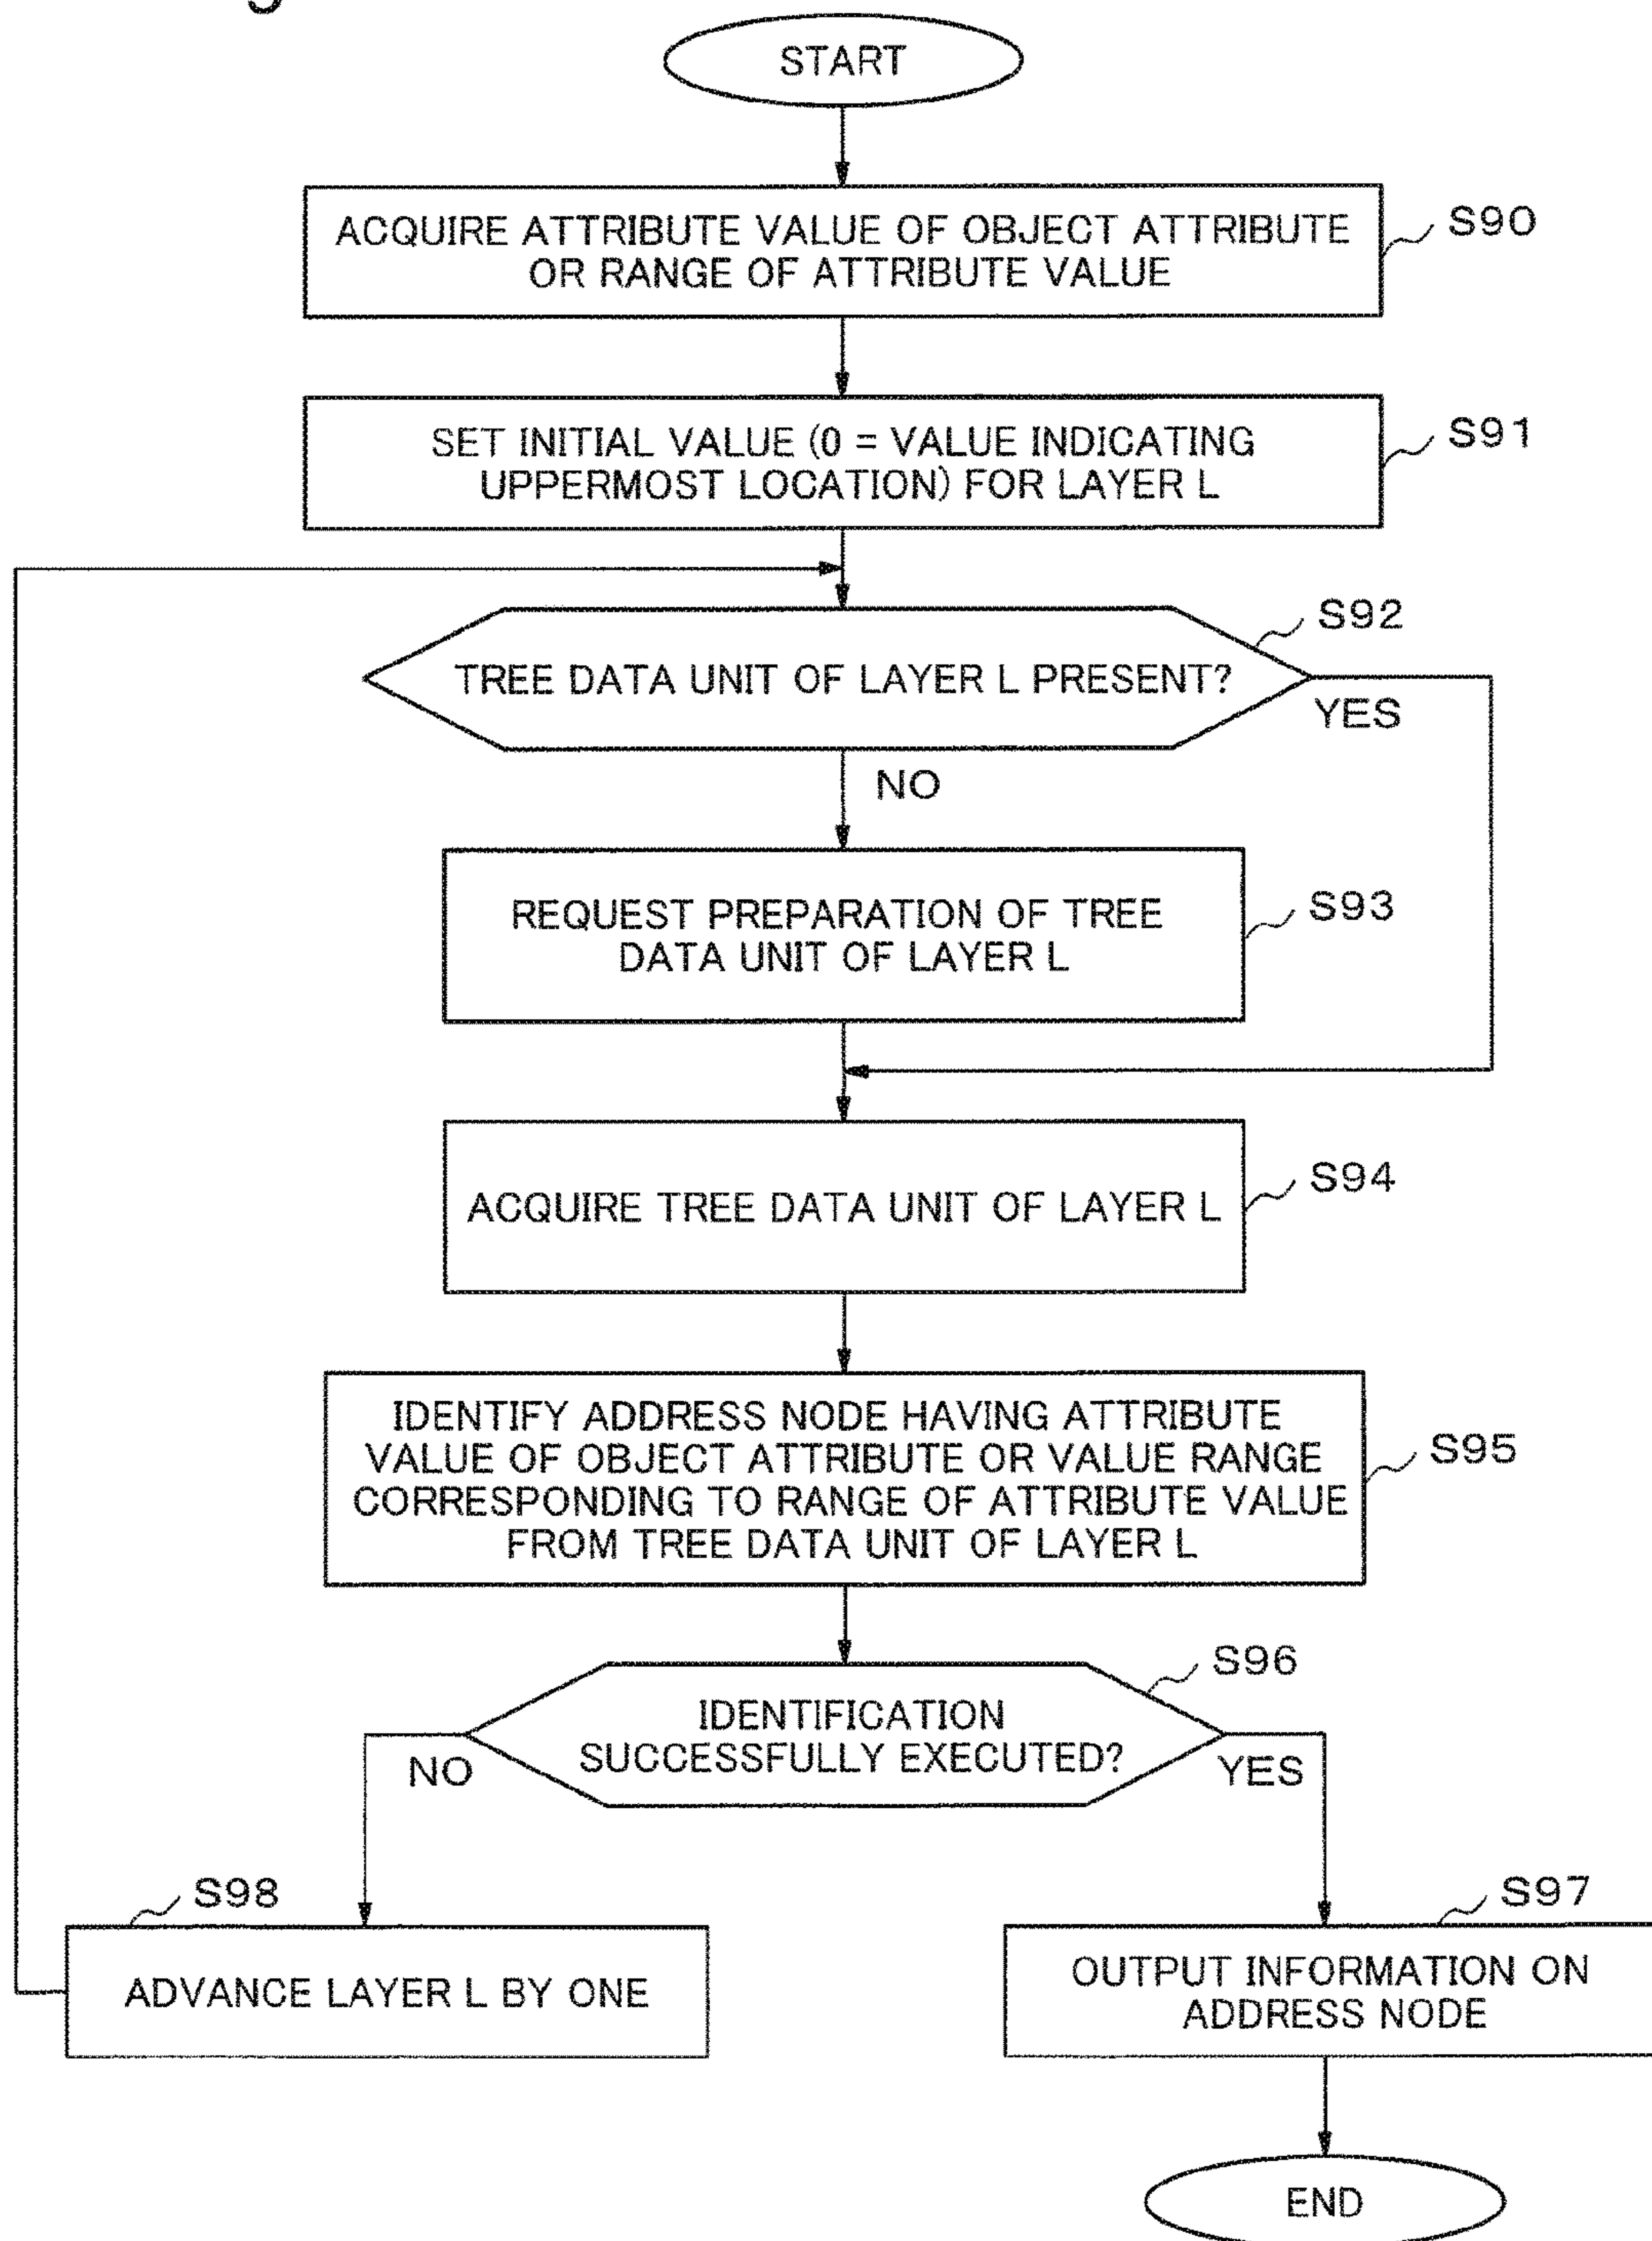 START
ACQUIRE ATTRIBUTE VALUE OF OBJECT ATTRIBUTE
OR RANGE OF ATTRIBUTE VALUE
S90
SET INITIAL VALUE (0 = VALUE INDICATING
UPPERMOST LOCATION) FOR LAYER L
S91
TREE DATA UNIT OF LAYER L PRESENT?
S92
YES
NO
REQUEST PREPARATION OF TREE
DATA UNIT OF LAYER L
S93
ACQUIRE TREE DATA UNIT OF LAYER L
S94
IDENTIFY ADDRESS NODE HAVING ATTRIBUTE
VALUE OF OBJECT ATTRIBUTE OR VALUE RANGE
CORRESPONDING TO RANGE OF ATTRIBUTE VALUE
FROM TREE DATA UNIT OF LAYER L
S95
IDENTIFICATION
SUCCESSFULLY EXECUTED?
S96
NO
YES
S98
ADVANCE LAYER L BY ONE
S97
OUTPUT INFORMATION ON
ADDRESS NODE
END